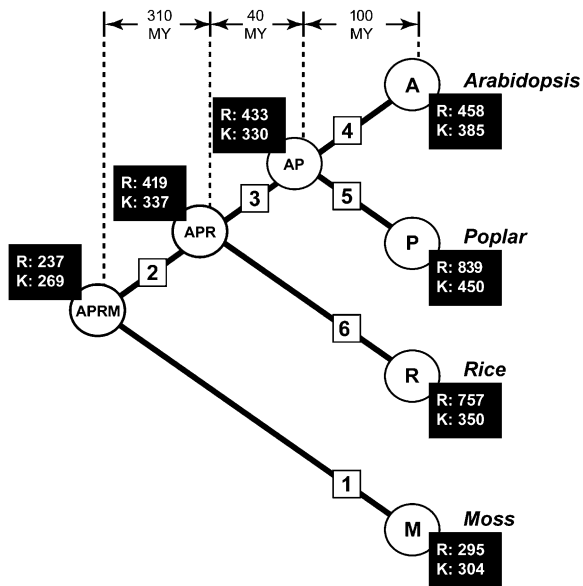 310
MY
40
MY
100
MY
A
Arabidopsis
R: 458
K: 385
R: 433
K: 330
4
AP
R: 419
K: 337
3
5
APR
P
Poplar
R: 839
K: 450
R: 237
K: 269
2
APRM
6
R
Rice
R: 757
K: 350
1
M
Moss
R: 295
K: 304